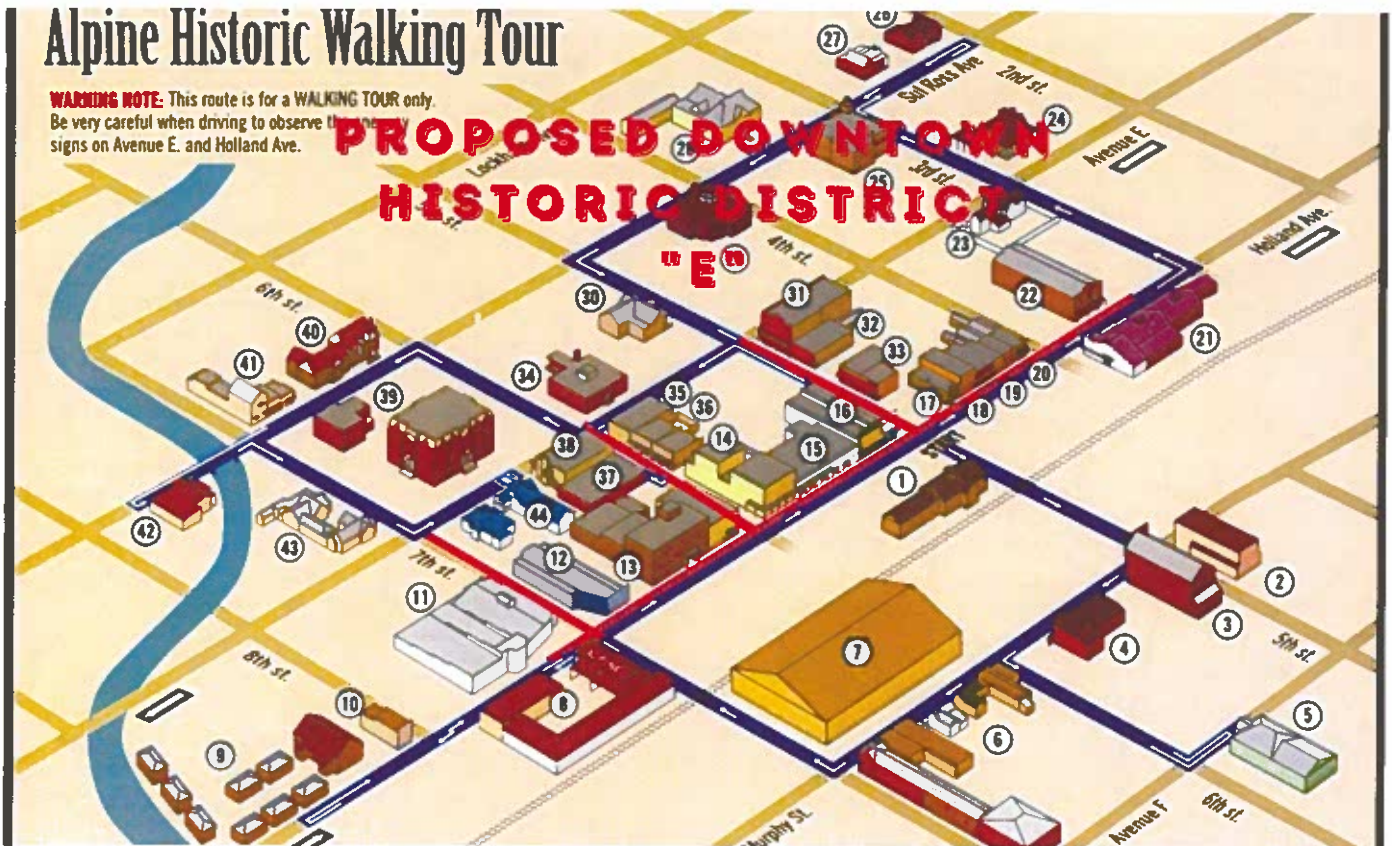 Alpine Historic Walking Tour
WARNING NOTE: This route is for a WALKING TOUR only.
Be very careful when driving to observe the
signs on Avenue E. and Holland Ave.
PROPOSED DOWNTOWN
HISTORIC DISTRICT
"E"
26
27
Sul Ross Ave
2nd st.
24
Avenue E
28
25
3rd st.
Holland Ave.
23
4th st.
22
st.
6th st.
30
31
32
33
21
40
41
34
35
36
16
17
18
19
20
39
38
14
15
START
1
37
42
43
44
12
13
7th st.
11
2
3
4
5th st.
7
8th st.
10
8
5
6
9
Murphy St.
Avenue F
6th st.